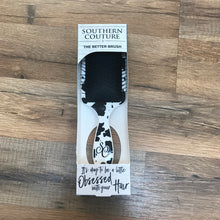 SOUTHERN
COUTURE
THE BETTER BRUSH
It's okay to be a little
Obsessed
with your Hair